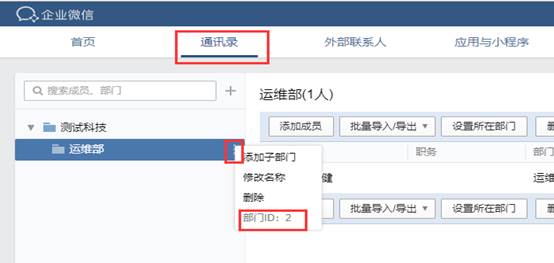 企业微信
首页 通讯录 外部联系人 应用与小程序
搜索成员、部门 +
运维部(1人)
测试科技
添加成员 批量导入/导出 设置所在部门
运维部
添加子部门
职务 部门
修改名称
健 运维
删除
部门ID：2
批量导入/导出 设置所在部门